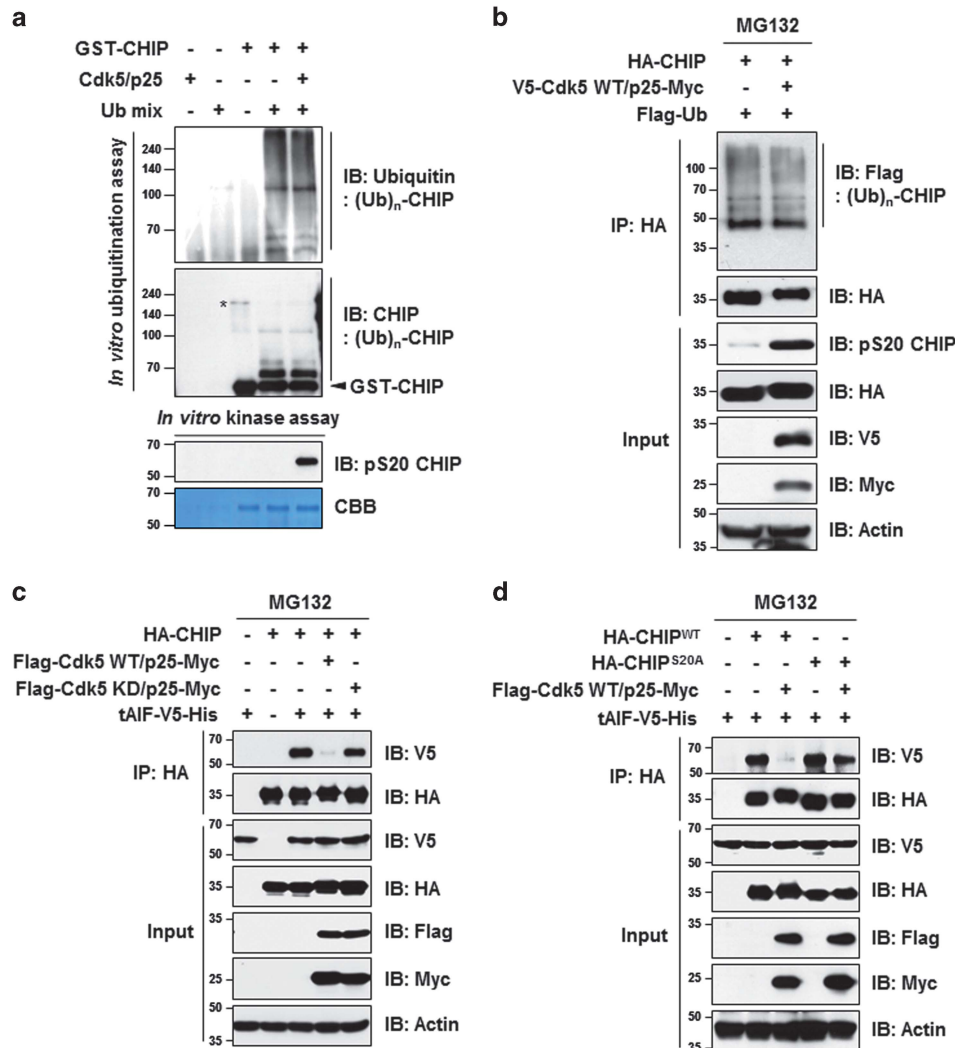 a
GST-CHIP - - + + +
Cdk5/p25 + - - - +
Ub mix - + - + +
In vitro ubiquitination assay
240
140
100
70
IB: Ubiquitin
: (Ub)n-CHIP
240
140
100
70
*
IB: CHIP
: (Ub)n-CHIP
GST-CHIP
In vitro kinase assay
70
50
IB: pS20 CHIP
70
50
CBB
b
MG132
HA-CHIP + +
V5-Cdk5 WT/p25-Myc - +
Flag-Ub + +
IP: HA
100
70
50
35
IB: Flag
: (Ub)n-CHIP
35
IB: HA
Input
35
IB: pS20 CHIP
35
IB: HA
35
IB: V5
25
IB: Myc
50
35
IB: Actin
c
MG132
HA-CHIP - + + + +
Flag-Cdk5 WT/p25-Myc - - - + -
Flag-Cdk5 KD/p25-Myc - - - - +
tAIF-V5-His + - + + +
IP: HA
70
50
IB: V5
35
IB: HA
Input
70
50
IB: V5
35
IB: HA
35
IB: Flag
25
IB: Myc
50
35
IB: Actin
d
MG132
HA-CHIPWT - + + - -
HA-CHIPS20A - - - + +
Flag-Cdk5 WT/p25-Myc - - + - +
tAIF-V5-His + + + + +
IP: HA
70
50
IB: V5
35
IB: HA
Input
70
50
IB: V5
35
IB: HA
35
IB: Flag
25
IB: Myc
50
35
IB: Actin